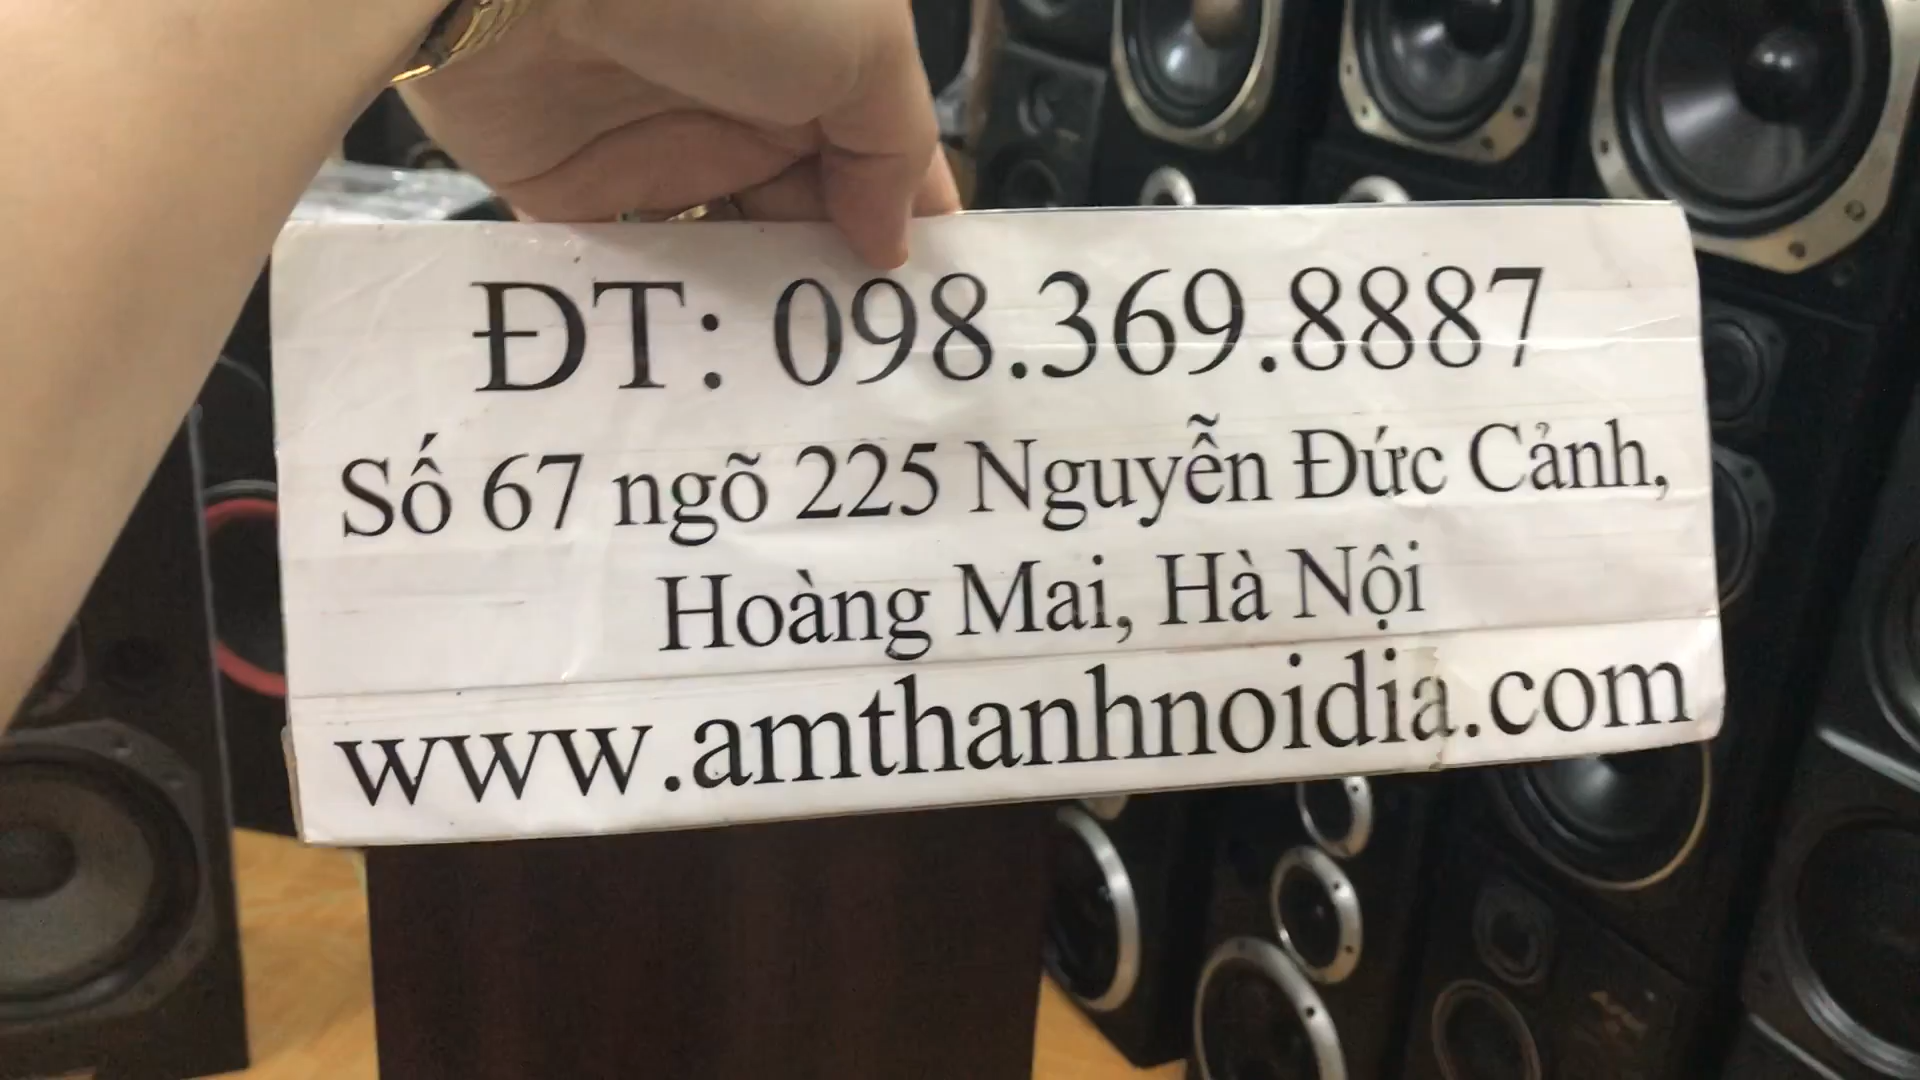 ĐT: 098.369.8887
Số 67 ngõ 225 Nguyễn Đức Cảnh,
Hoàng Mai, Hà Nội
www.amthanhnoidia.com